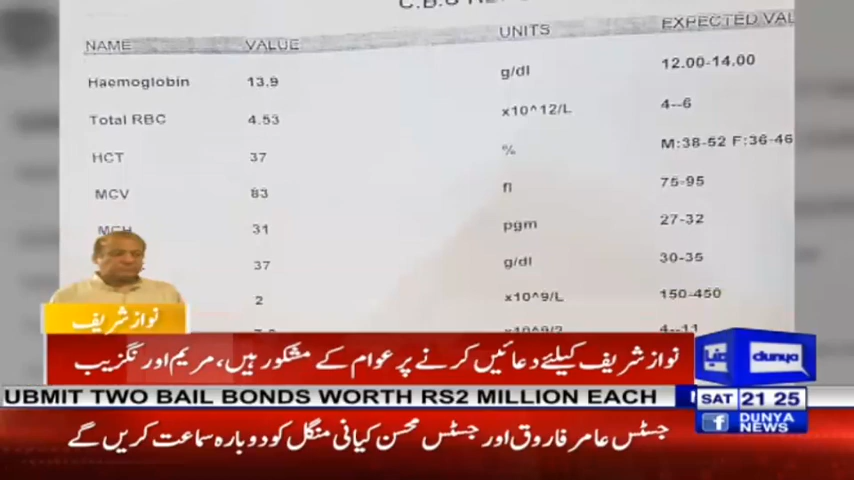 C.B.C REPORT
NAME VALUE UNITS EXPECTED VAL
Haemoglobin 13.9 g/dl 12.00-14.00
Total RBC 4.53 x10^12/L 4--6
HCT 37 % M:38-52 F:36-46
MCV 83 fl 75-95
MCH 31 pgm 27-32
37 g/dl 30-35
2 x10^9/L 150-450
4--11
نواز شریف
نواز شریف کیلئے دعائیں کرنے پر عوام کے مشکور ہیں، مریم اورنگزیب
دنیا dunya
UBMIT TWO BAIL BONDS WORTH RS2 MILLION EACH
SAT 21 25
f DUNYA NEWS
جسٹس عامر فاروق اور جسٹس محسن کیانی منگل کو دوبارہ سماعت کریں گے